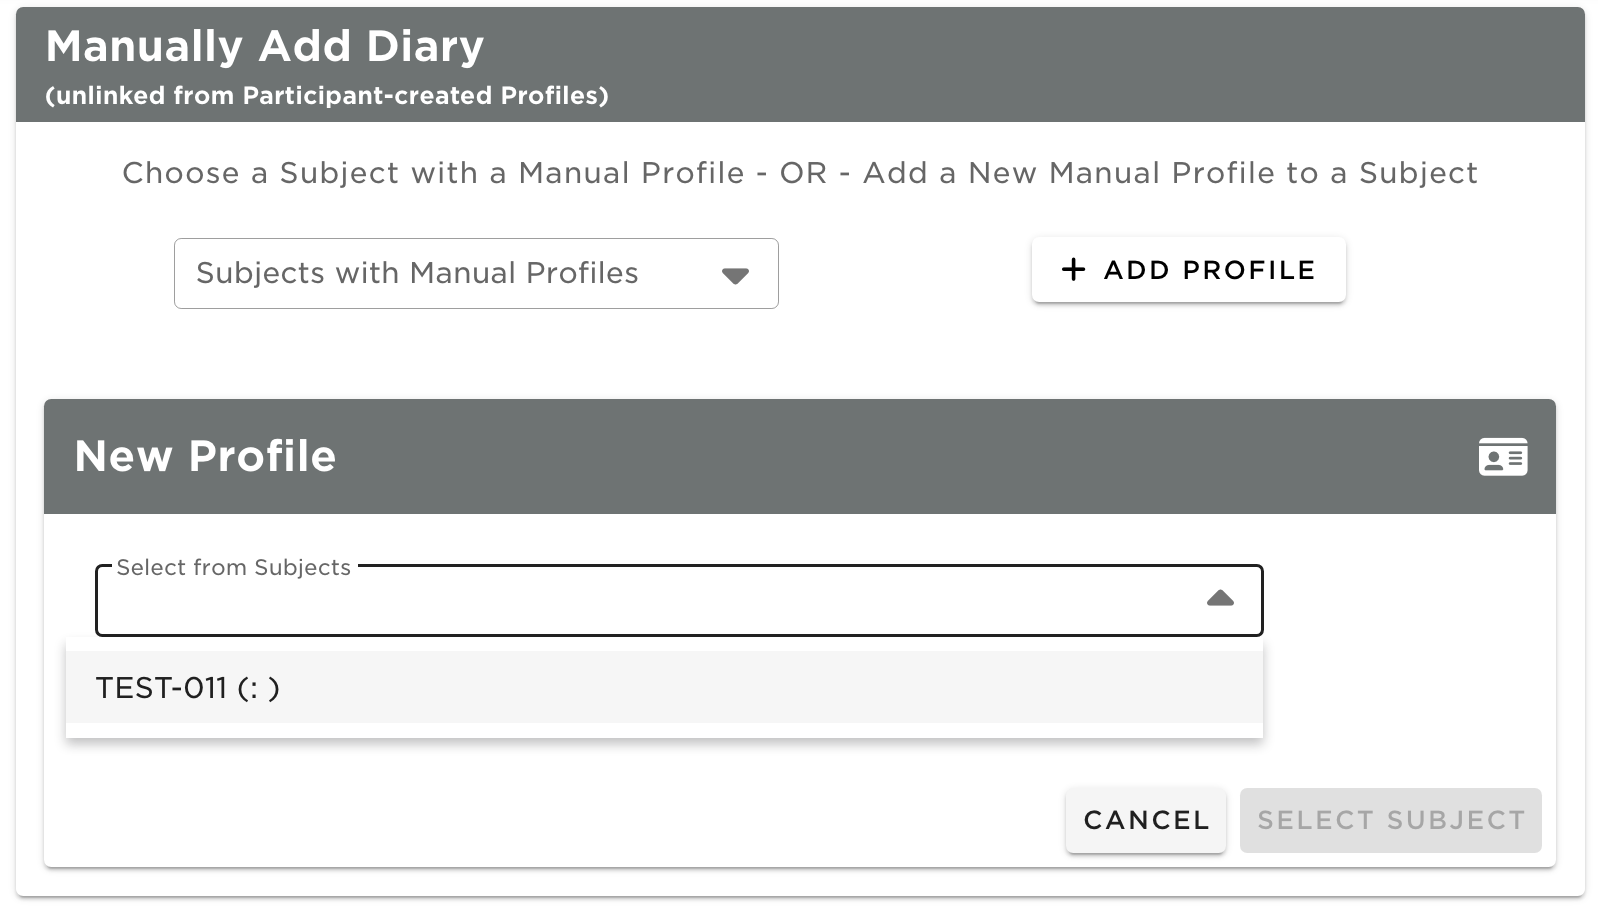 Manually Add Diary
(unlinked from Participant-created Profiles)
Choose a Subject with a Manual Profile - OR - Add a New Manual Profile to a Subject
Subjects with Manual Profiles
+ ADD PROFILE
New Profile
Select from Subjects
TEST-011 (: )
CANCEL
SELECT SUBJECT